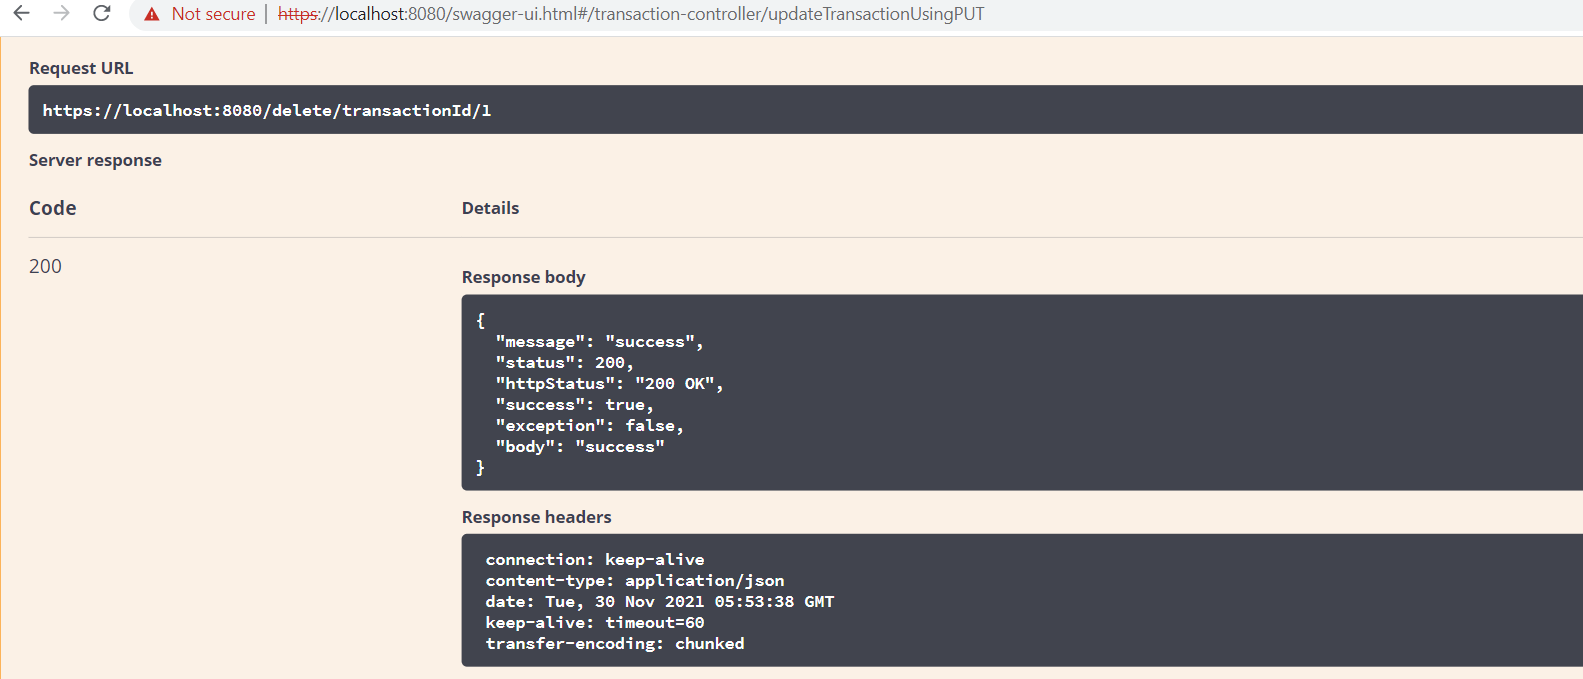 Not secure | https://localhost:8080/swagger-ui.html#/transaction-controller/updateTransactionUsingPUT
Request URL
https://localhost:8080/delete/transactionId/1
Server response
Code Details
200
Response body
{
  "message": "success",
  "status": 200,
  "httpStatus": "200 OK",
  "success": true,
  "exception": false,
  "body": "success"
}
Response headers
connection: keep-alive
content-type: application/json
date: Tue, 30 Nov 2021 05:53:38 GMT
keep-alive: timeout=60
transfer-encoding: chunked